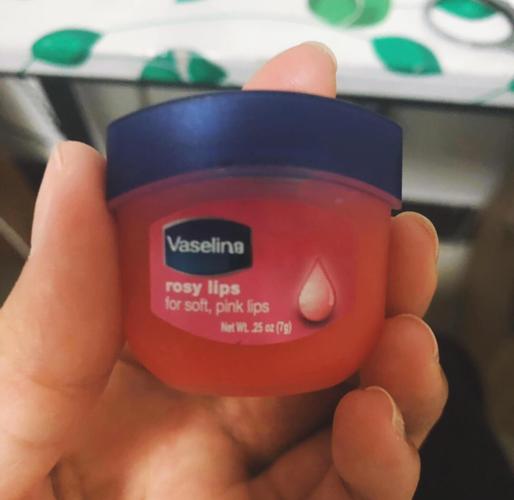 Vaseline
rosy lips
for soft, pink lips
Net Wt. .25 oz (7g)